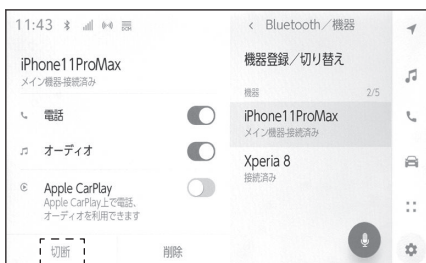 11:43
iPhone11ProMax
メイン機器-接続済み
電話
オーディオ
Apple CarPlay
Apple CarPlay上で電話、
オーディオを利用できます
切断
削除
Bluetooth/機器
機器登録/切り替え
機器 2/5
iPhone11ProMax
メイン機器-接続済み
Xperia 8
接続済み